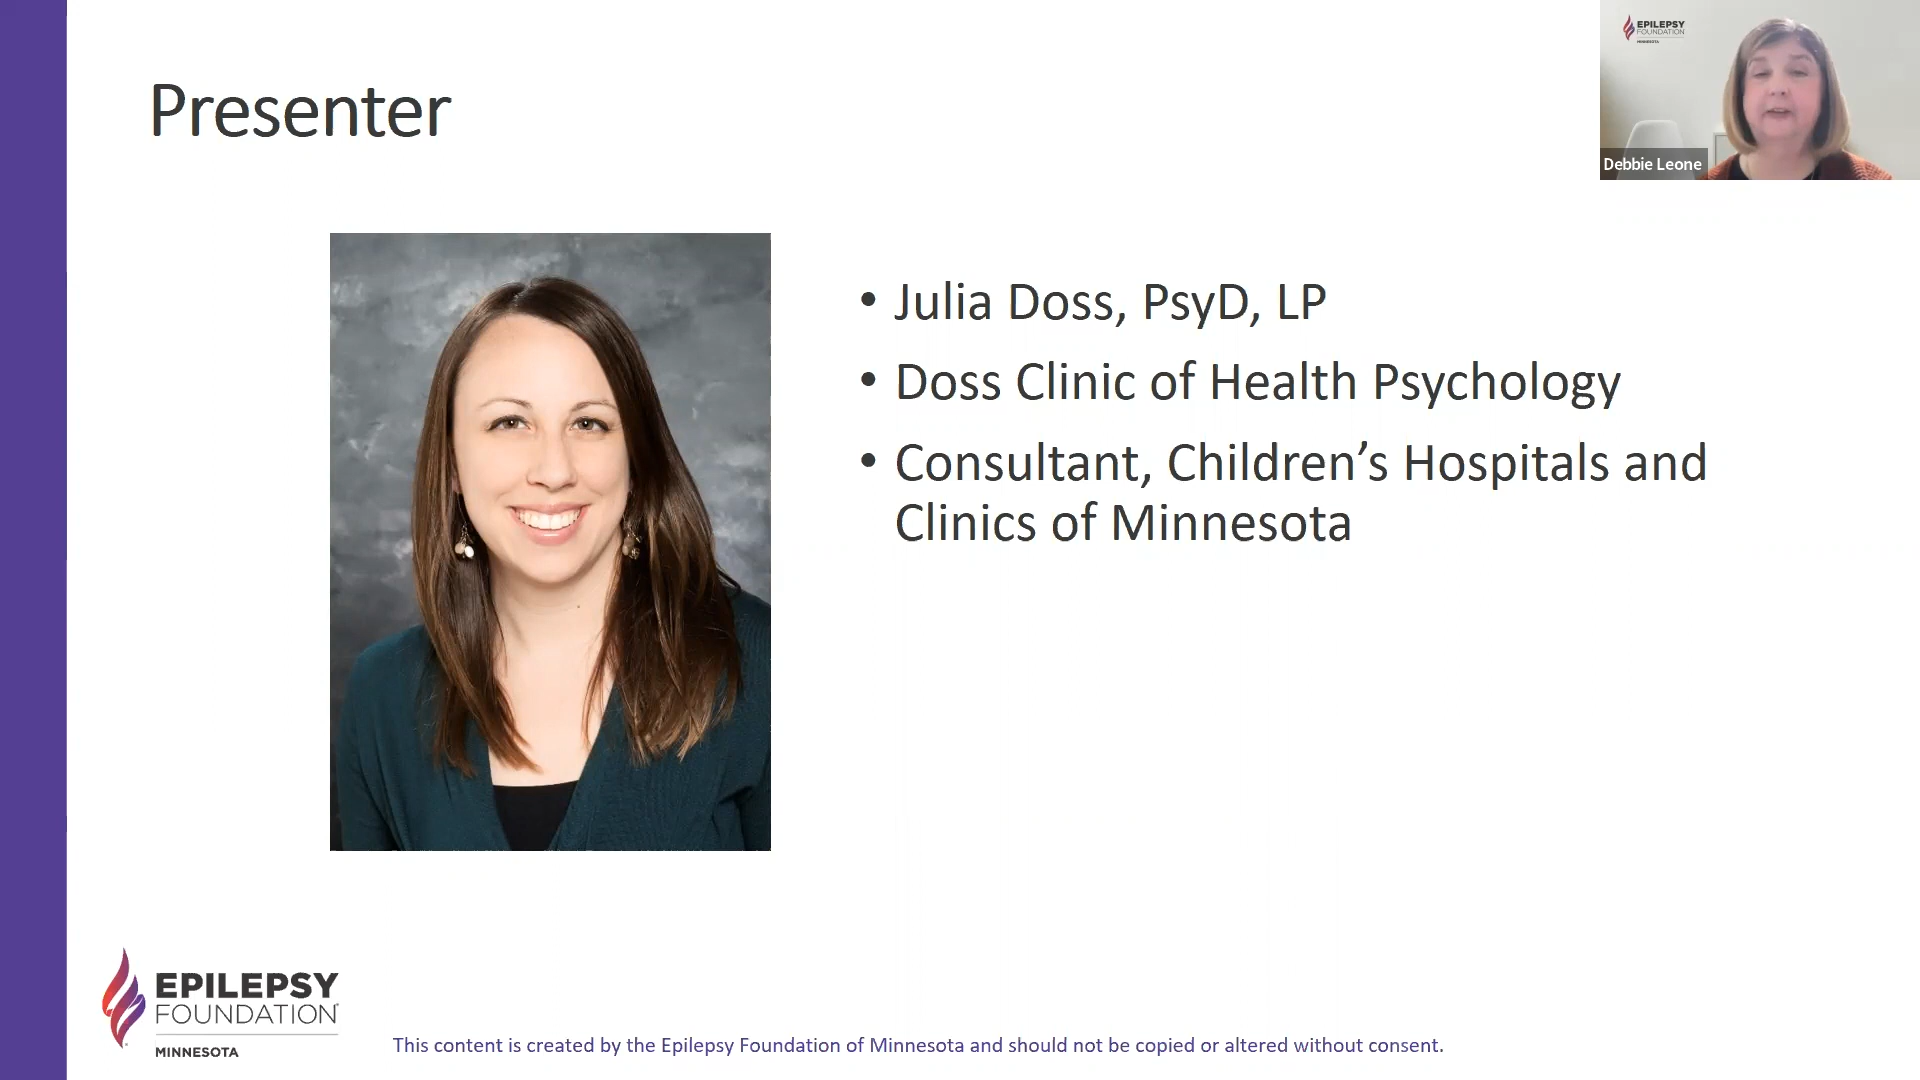 EPILEPSY
FOUNDATION
MINNESOTA
Debbie Leone
Presenter
• Julia Doss, PsyD, LP
• Doss Clinic of Health Psychology
• Consultant, Children’s Hospitals and
Clinics of Minnesota
EPILEPSY
FOUNDATION
MINNESOTA
This content is created by the Epilepsy Foundation of Minnesota and should not be copied or altered without consent.